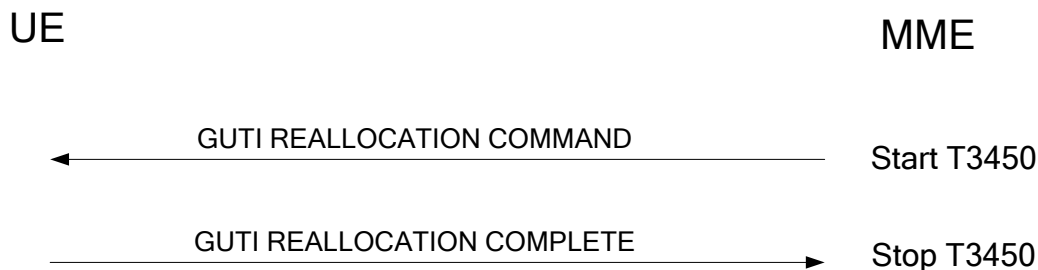 UE
MME
GUTI REALLOCATION COMMAND
Start T3450
GUTI REALLOCATION COMPLETE
Stop T3450